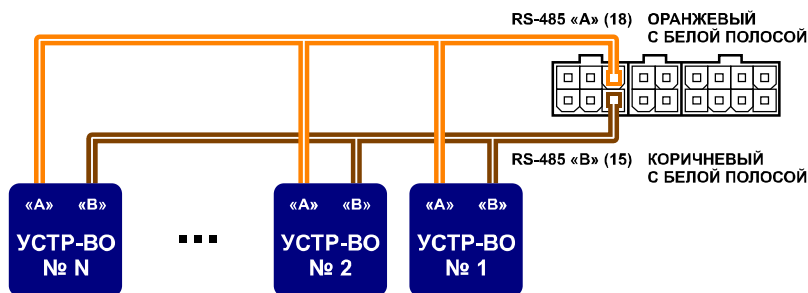 RS-485 «А» (18) ОРАНЖЕВЫЙ
С БЕЛОЙ ПОЛОСОЙ
RS-485 «В» (15) КОРИЧНЕВЫЙ
С БЕЛОЙ ПОЛОСОЙ
«А» «В»
УСТР-ВО
№ N
...
«А» «В»
УСТР-ВО
№ 2
«А» «В»
УСТР-ВО
№ 1